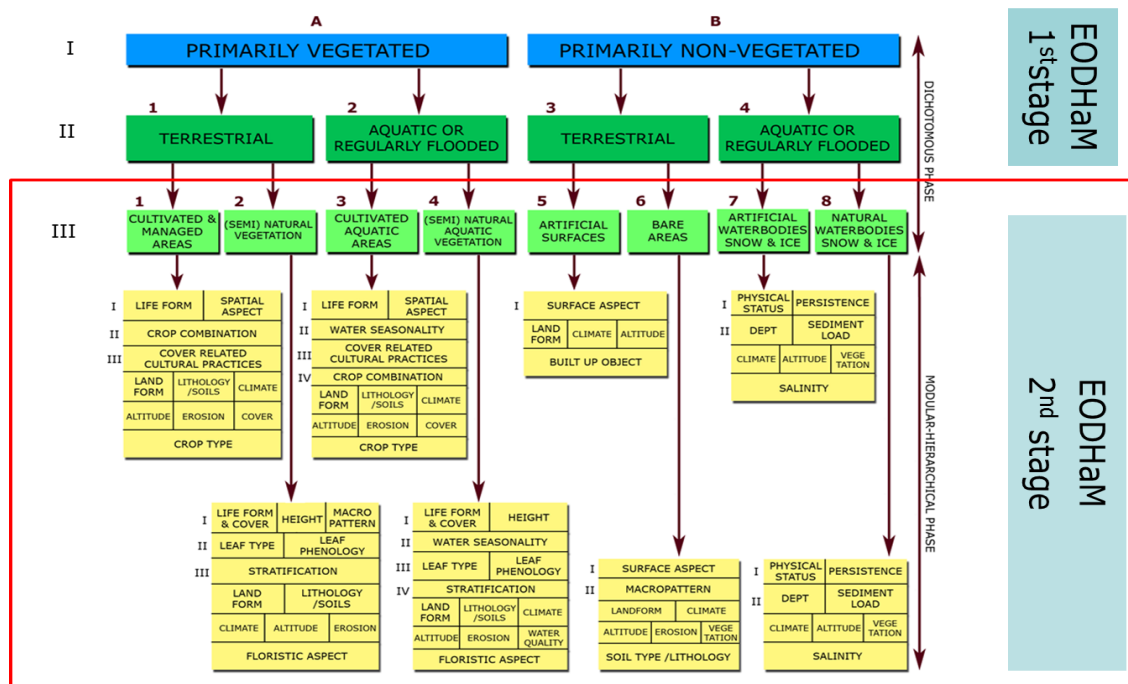 A
B
I
PRIMARILY VEGETATED
PRIMARILY NON-VEGETATED
EODHaM
1st stage
DICHOTOMOUS PHASE
1
2
3
4
II
TERRESTRIAL
AQUATIC OR
REGULARLY FLOODED
TERRESTRIAL
AQUATIC OR
REGULARLY FLOODED
III
1
CULTIVATED &
MANAGED
AREAS
2
(SEMI) NATURAL
VEGETATION
3
CULTIVATED
AQUATIC
AREAS
4
(SEMI) NATURAL
AQUATIC
VEGETATION
5
ARTIFICIAL
SURFACES
6
BARE
AREAS
7
ARTIFICIAL
WATERBODIES
SNOW & ICE
8
NATURAL
WATERBODIES
SNOW & ICE
I
LIFE FORM
SPATIAL
ASPECT
II
CROP COMBINATION
III
COVER RELATED
CULTURAL PRACTICES
LAND
FORM
LITHOLOGY
/SOILS
CLIMATE
ALTITUDE
EROSION
COVER
CROP TYPE
I
LIFE FORM
SPATIAL
ASPECT
II
WATER SEASONALITY
III
COVER RELATED
CULTURAL PRACTICES
IV
CROP COMBINATION
LAND
FORM
LITHOLOGY
/SOILS
CLIMATE
ALTITUDE
EROSION
COVER
CROP TYPE
I
SURFACE ASPECT
LAND
FORM
CLIMATE
ALTITUDE
BUILT UP OBJECT
I
PHYSICAL
STATUS
PERSISTENCE
II
DEPT
SEDIMENT
LOAD
CLIMATE
ALTITUDE
VEGE
TATION
SALINITY
MODULAR-HIERARCHICAL PHASE
EODHaM
2nd stage
I
LIFE FORM
& COVER
HEIGHT
MACRO
PATTERN
II
LEAF TYPE
LEAF
PHENOLOGY
III
STRATIFICATION
LAND
FORM
LITHOLOGY
/SOILS
CLIMATE
ALTITUDE
EROSION
FLORISTIC ASPECT
I
LIFE FORM
& COVER
HEIGHT
II
WATER SEASONALITY
III
LEAF TYPE
LEAF
PHENOLOGY
IV
STRATIFICATION
LAND
FORM
LITHOLOGY
/SOILS
CLIMATE
ALTITUDE
EROSION
WATER
QUALITY
FLORISTIC ASPECT
I
SURFACE ASPECT
II
MACROPATTERN
LANDFORM
CLIMATE
ALTITUDE
EROSION
VEGE
TATION
SOIL TYPE /LITHOLOGY
I
PHYSICAL
STATUS
PERSISTENCE
II
DEPT
SEDIMENT
LOAD
CLIMATE
ALTITUDE
VEGE
TATION
SALINITY